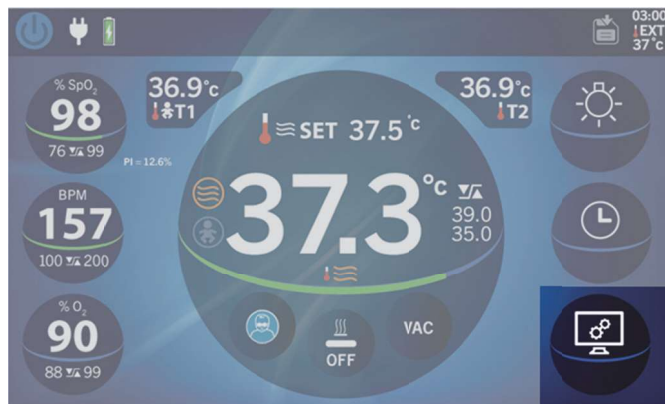 03:00
EXT
37 °c
% SpO₂
98
76 99
PI = 12.6%
36.9°c
T1
36.9°c
T2
SET 37.5 °c
37.3 °c
39.0
35.0
BPM
157
100 200
% O₂
90
88 99
OFF
VAC